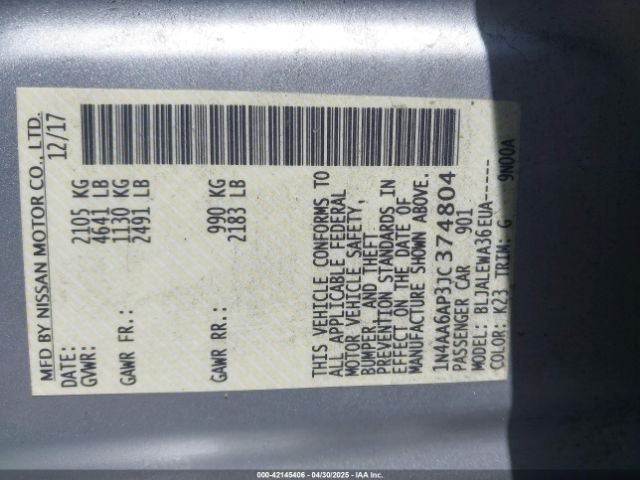 MFD BY NISSAN MOTOR CO., LTD.
DATE: 12/17
GVWR: 2105 KG
4641 LB
GAWR FR.: 1130 KG
2491 LB
GAWR RR.: 990 KG
2183 LB
THIS VEHICLE CONFORMS TO
ALL APPLICABLE FEDERAL
MOTOR VEHICLE SAFETY,
BUMPER, AND THEFT
PREVENTION STANDARDS IN
EFFECT ON THE DATE OF
MANUFACTURE SHOWN ABOVE.
1N4AA6AP3JC374804
PASSENGER CAR 901
MODEL: BLJALEWA36EUA-----
COLOR: K23 TRIM: G 9N00A
000-42145406 - 04/30/2025 - IAA Inc.